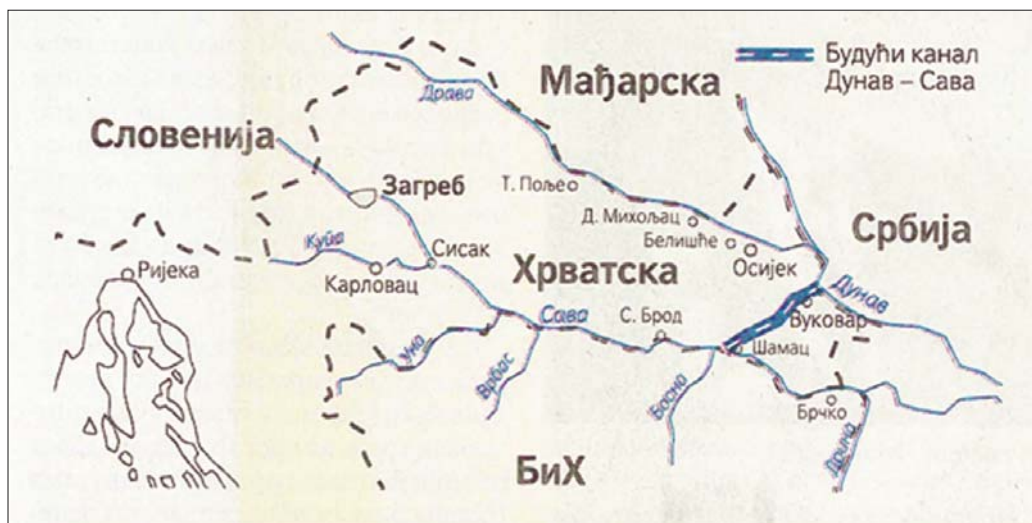 Будући канал
Дунав – Сава
Мађарска
Драва
Словенија
Загреб
Т. Поље
Д. Михољац
Белишће
Осијек
Србија
Купа
Сисак
Ријека
Карловац
Хрватска
Дунав
Вуковар
Сава
С. Брод
Шамац
Уна
Врбас
Босна
Брчко
Дрина
БиХ